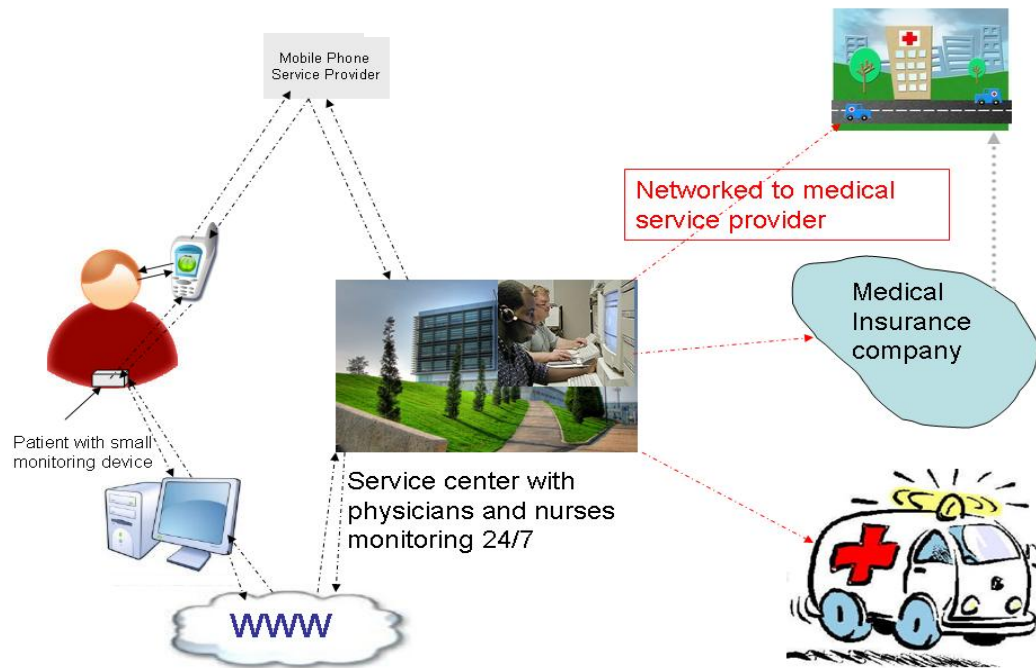 Mobile Phone
Service Provider
Networked to medical
service provider
Medical
Insurance
company
Patient with small
monitoring device
Service center with
physicians and nurses
monitoring 24/7
WWW